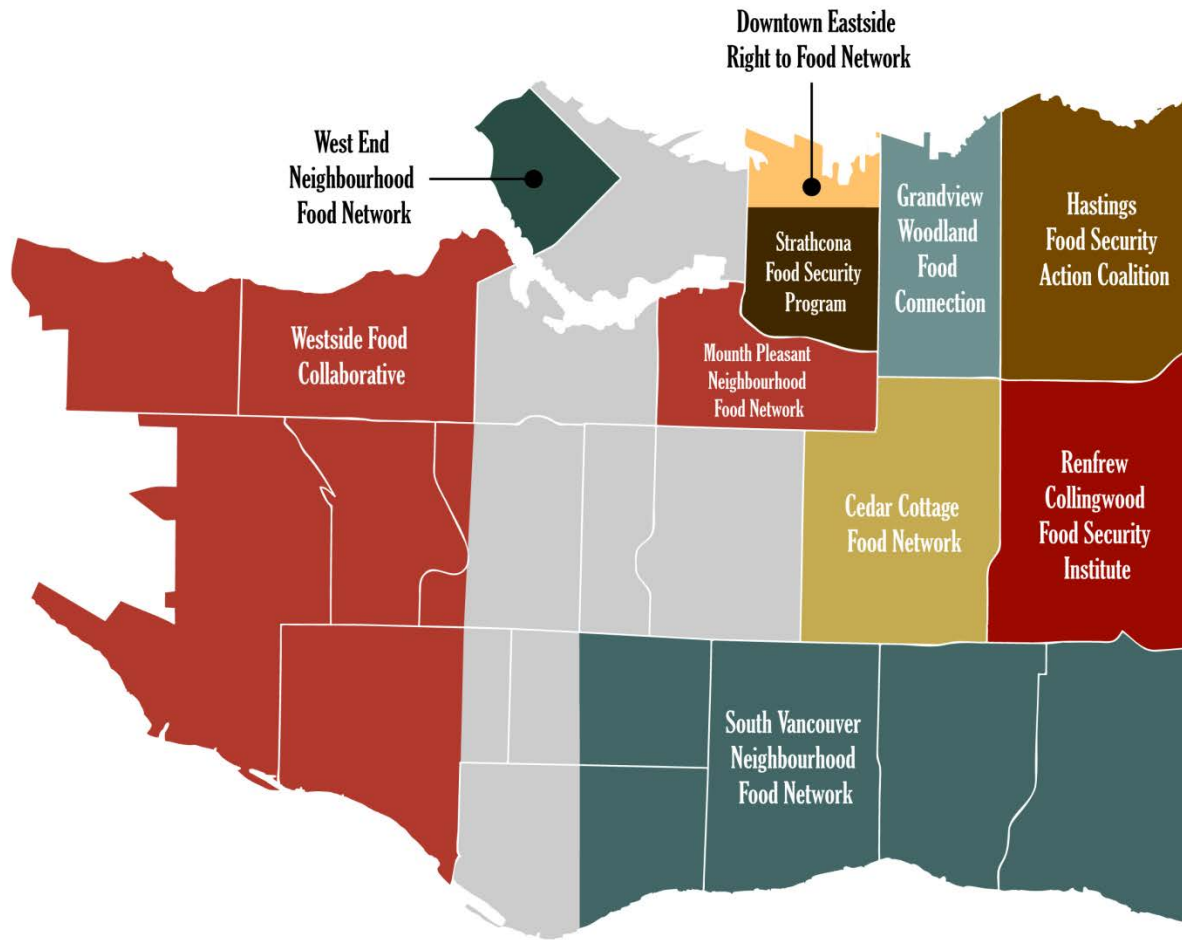 Downtown Eastside
Right to Food Network
West End
Neighbourhood
Food Network
Grandview
Woodland
Food
Connection
Hastings
Food Security
Action Coalition
Strathcona
Food Security
Program
Westside Food
Collaborative
Mounth Pleasant
Neighbourhood
Food Network
Cedar Cottage
Food Network
Renfrew
Collingwood
Food Security
Institute
South Vancouver
Neighbourhood
Food Network